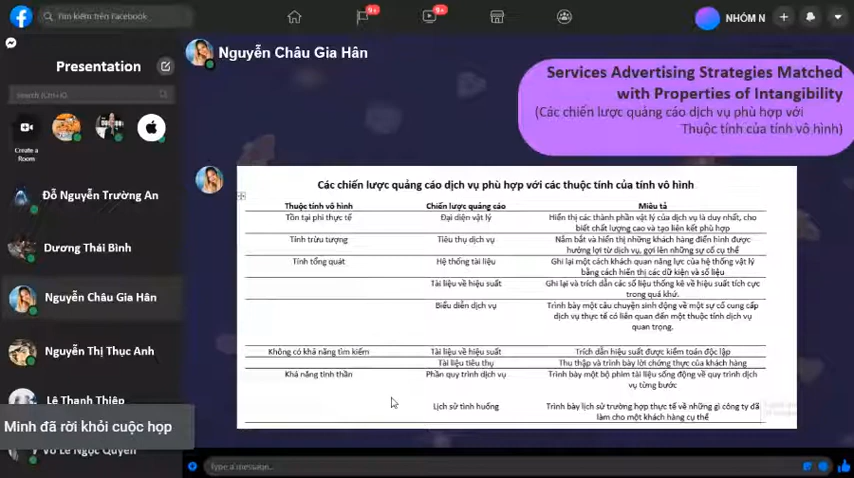 Tìm kiếm trên Facebook
9+
9+
NHÓM N
Presentation
Search (Ctrl+K)
Create a
Room
Đỗ Nguyễn Trường An
Dương Thái Bình
Nguyễn Châu Gia Hân
Nguyễn Thị Thục Anh
Lê Thanh Thiệp
Minh đã rời khỏi cuộc họp
Võ Lê Ngọc Quyên
Nguyễn Châu Gia Hân
Services Advertising Strategies Matched
with Properties of Intangibility
(Các chiến lược quảng cáo dịch vụ phù hợp với
Thuộc tính của tính vô hình)
Các chiến lược quảng cáo dịch vụ phù hợp với các thuộc tính của tính vô hình
Thuộc tính vô hình Chiến lược quảng cáo Miêu tả
Tồn tại phi thực tế Đại diện vật lý Hiển thị các thành phần vật lý của dịch vụ là duy nhất, cho
biết chất lượng cao và tạo liên kết phù hợp
Tính trừu tượng Tiêu thụ dịch vụ Nắm bắt và hiển thị những khách hàng điển hình được
hưởng lợi từ dịch vụ, gợi lên những sự cố cụ thể
Tính tổng quát Hệ thống tài liệu Ghi lại một cách khách quan năng lực của hệ thống vật lý
bằng cách hiển thị các dữ kiện và số liệu
Tài liệu về hiệu suất Ghi lại và trích dẫn các số liệu thống kê về hiệu suất tích cực
trong quá khứ.
Biểu diễn dịch vụ Trình bày một câu chuyện sinh động về một sự cố cung cấp
dịch vụ thực tế có liên quan đến một thuộc tính dịch vụ
quan trọng.
Không có khả năng tìm kiếm Tài liệu về hiệu suất Trích dẫn hiệu suất được kiểm toán độc lập
Tài liệu tiêu thụ Thu thập và trình bày lời chứng thực của khách hàng
Khả năng tinh thần Phần quy trình dịch vụ Trình bày một bộ phim tài liệu sống động về quy trình dịch
vụ từng bước
Lịch sử tình huống Trình bày lịch sử trường hợp thực tế về những gì công ty đã
làm cho một khách hàng cụ thể
Type a message...